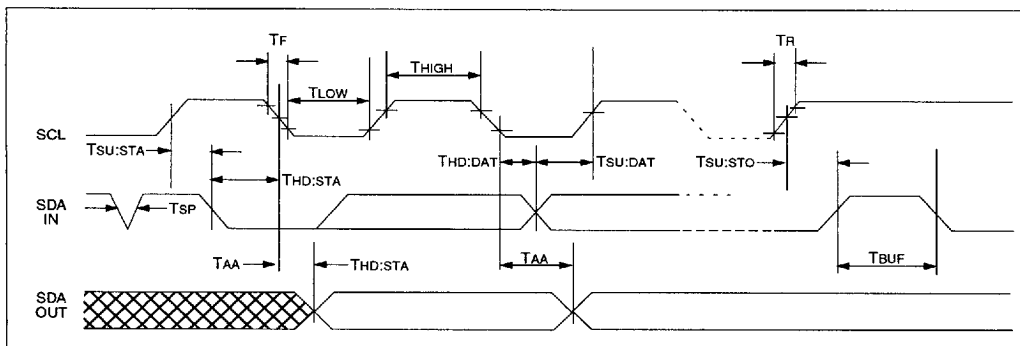 TF
TR
THIGH
TLOW
SCL
TSU:STA
THD:DAT
TSU:DAT
TSU:STO
THD:STA
SDA
IN
TSP
TAA
THD:STA
TAA
TBUF
SDA
OUT